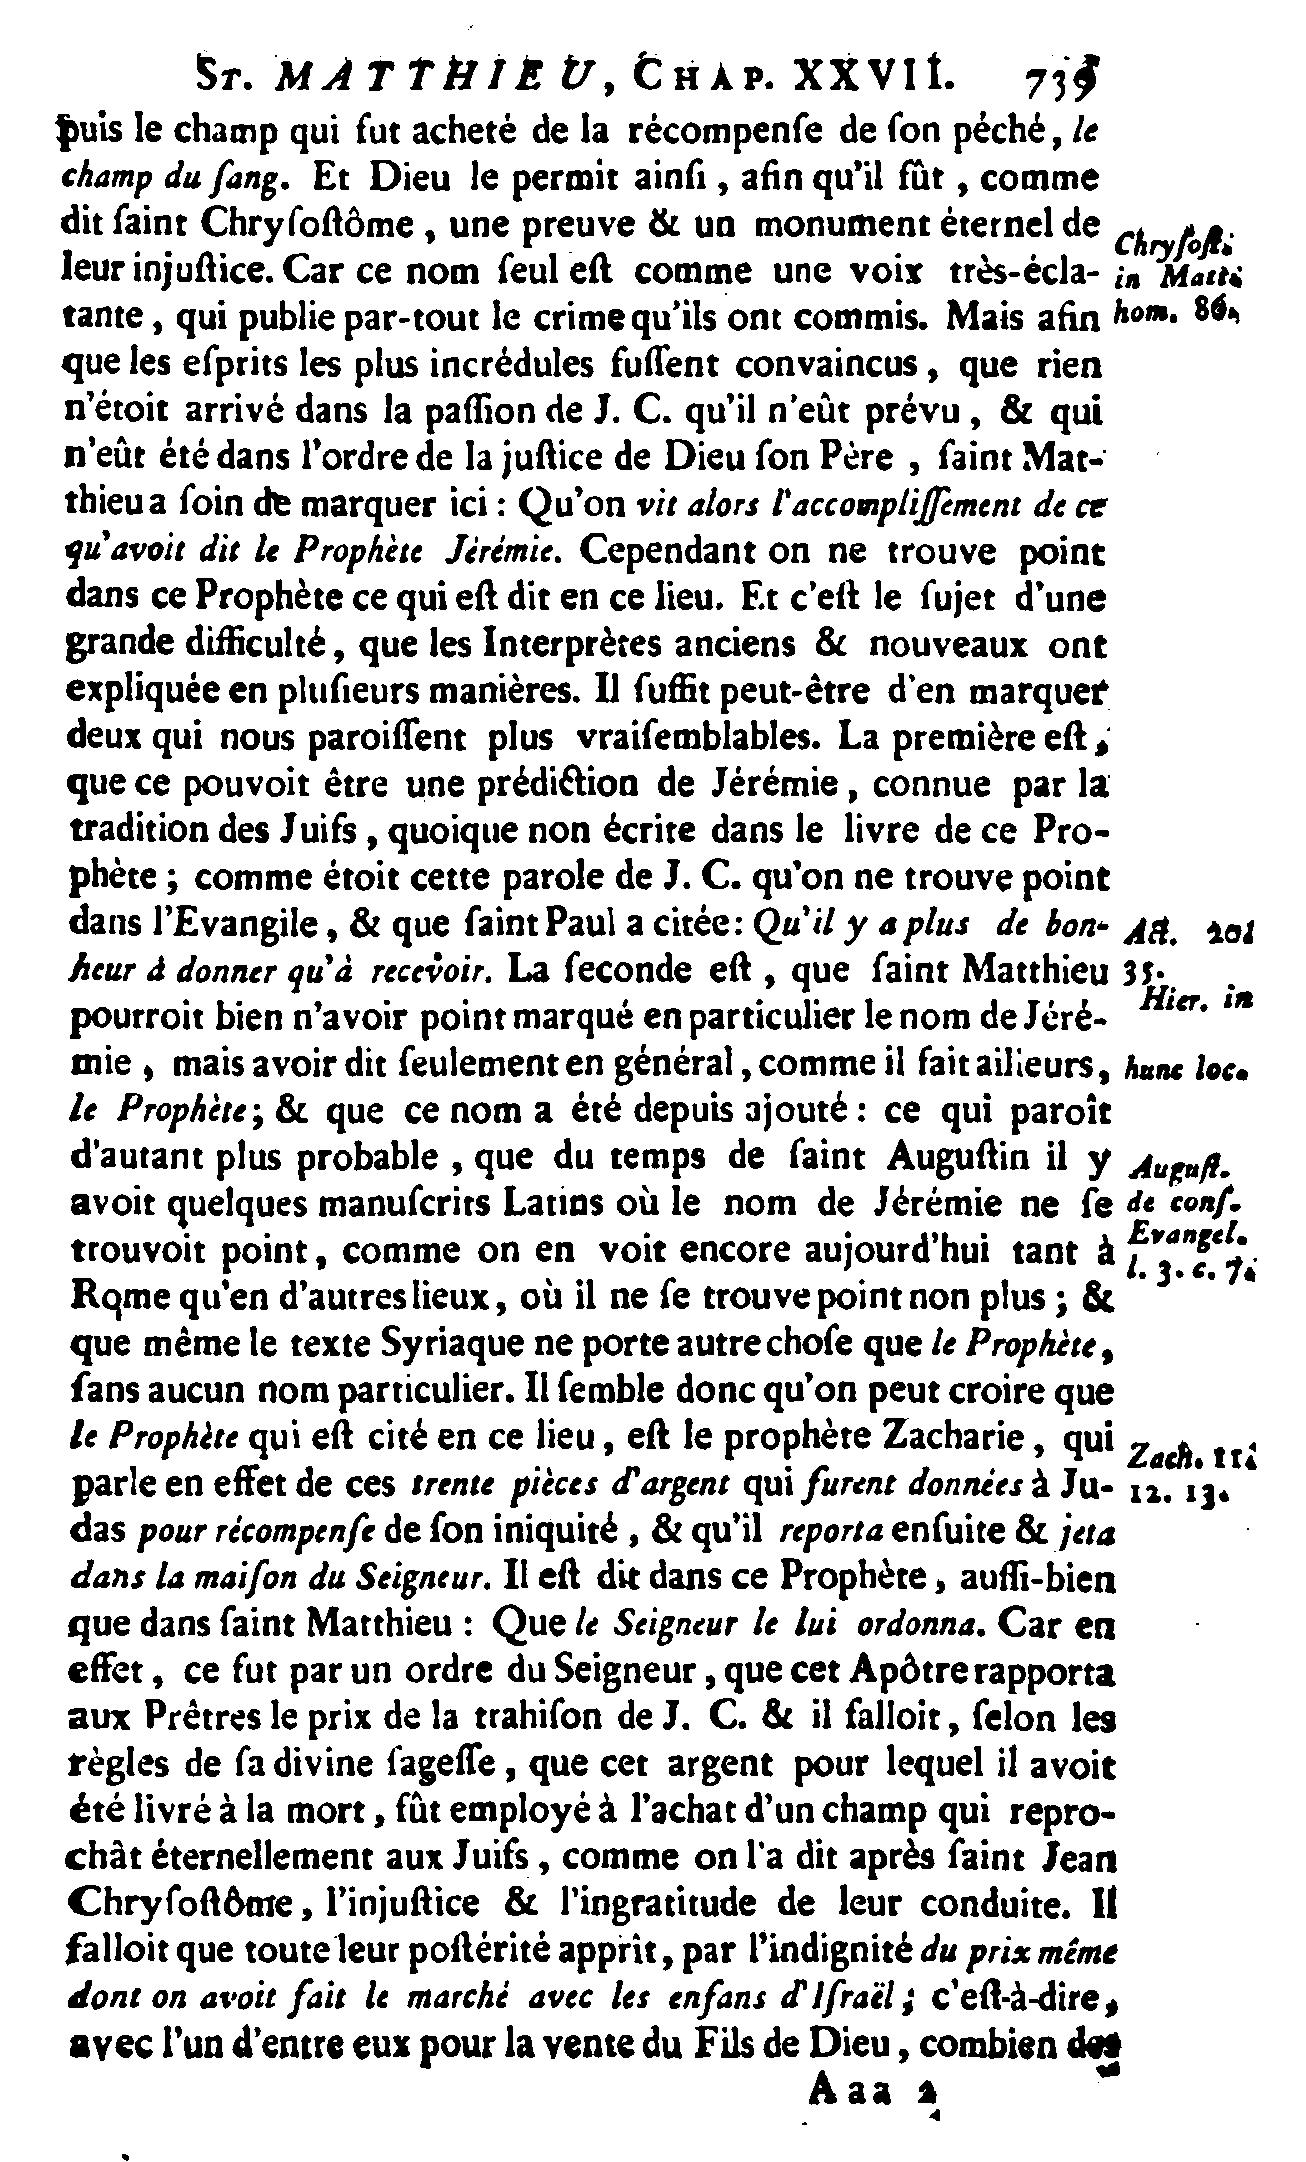 St. MATTHIEU, CHAP. XXVII. 739
puis le champ qui fut acheté de la récompenſe de ſon péché, le
champ du ſang. Et Dieu le permit ainſi, afin qu'il fût, comme
dit ſaint Chryſoſtôme, une preuve & un monument éternel de
leur injuſtice. Car ce nom ſeul eſt comme une voix très-écla-
tante, qui publie par-tout le crime qu'ils ont commis. Mais afin
que les eſprits les plus incrédules fuſſent convaincus, que rien
n'étoit arrivé dans la paſſion de J. C. qu'il n'eût prévu, & qui
n'eût été dans l'ordre de la juſtice de Dieu ſon Père, ſaint Mat-
thieu a ſoin de marquer ici : Qu'on vit alors l'accompliſſement de ce
qu'avoit dit le Prophète Jérémie. Cependant on ne trouve point
dans ce Prophète ce qui eſt dit en ce lieu. Et c'eſt le ſujet d'une
grande difficulté, que les Interprètes anciens & nouveaux ont
expliquée en pluſieurs manières. Il ſuffit peut-être d'en marquer
deux qui nous paroiſſent plus vraiſemblables. La première eſt,
que ce pouvoit être une prédiction de Jérémie, connue par la
tradition des Juifs, quoique non écrite dans le livre de ce Pro-
phète ; comme étoit cette parole de J. C. qu'on ne trouve point
dans l'Evangile, & que ſaint Paul a citée : Qu'il y a plus de bon-
heur à donner qu'à recevoir. La ſeconde eſt, que ſaint Matthieu
pourroit bien n'avoir point marqué en particulier le nom de Jéré-
mie, mais avoir dit ſeulement en général, comme il fait ailleurs,
le Prophète ; & que ce nom a été depuis ajouté : ce qui paroît
d'autant plus probable, que du temps de ſaint Auguſtin il y
avoit quelques manuſcrits Latins où le nom de Jérémie ne ſe
trouvoit point, comme on en voit encore aujourd'hui tant à
Rome qu'en d'autres lieux, où il ne ſe trouve point non plus ; &
que même le texte Syriaque ne porte autre choſe que le Prophète,
ſans aucun nom particulier. Il ſemble donc qu'on peut croire que
le Prophète qui eſt cité en ce lieu, eſt le prophète Zacharie, qui
parle en effet de ces trente pièces d'argent qui furent données à Ju-
das pour récompenſe de ſon iniquité, & qu'il reporta enſuite & jeta
dans la maiſon du Seigneur. Il eſt dit dans ce Prophète, auſſi-bien
que dans ſaint Matthieu : Que le Seigneur le lui ordonna. Car en
effet, ce fut par un ordre du Seigneur, que cet Apôtre rapporta
aux Prêtres le prix de la trahiſon de J. C. & il falloit, ſelon les
règles de ſa divine ſageſſe, que cet argent pour lequel il avoit
été livré à la mort, fût employé à l'achat d'un champ qui repro-
chât éternellement aux Juifs, comme on l'a dit après ſaint Jean
Chryſoſtôme, l'injuſtice & l'ingratitude de leur conduite. Il
falloit que toute leur poſtérité apprît, par l'indignité du prix même
dont on avoit fait le marché avec les enfans d'Iſraël ; c'eſt-à-dire,
avec l'un d'entre eux pour la vente du Fils de Dieu, combien des
Aaa 2
Chryſoſt.
in Matt.
hom. 86.
Act. 20.
35.
Hier. in
hunc loc.
Auguſt.
de conſ.
Evangel.
l. 3. c. 7.
Zach. 11.
12. 13.